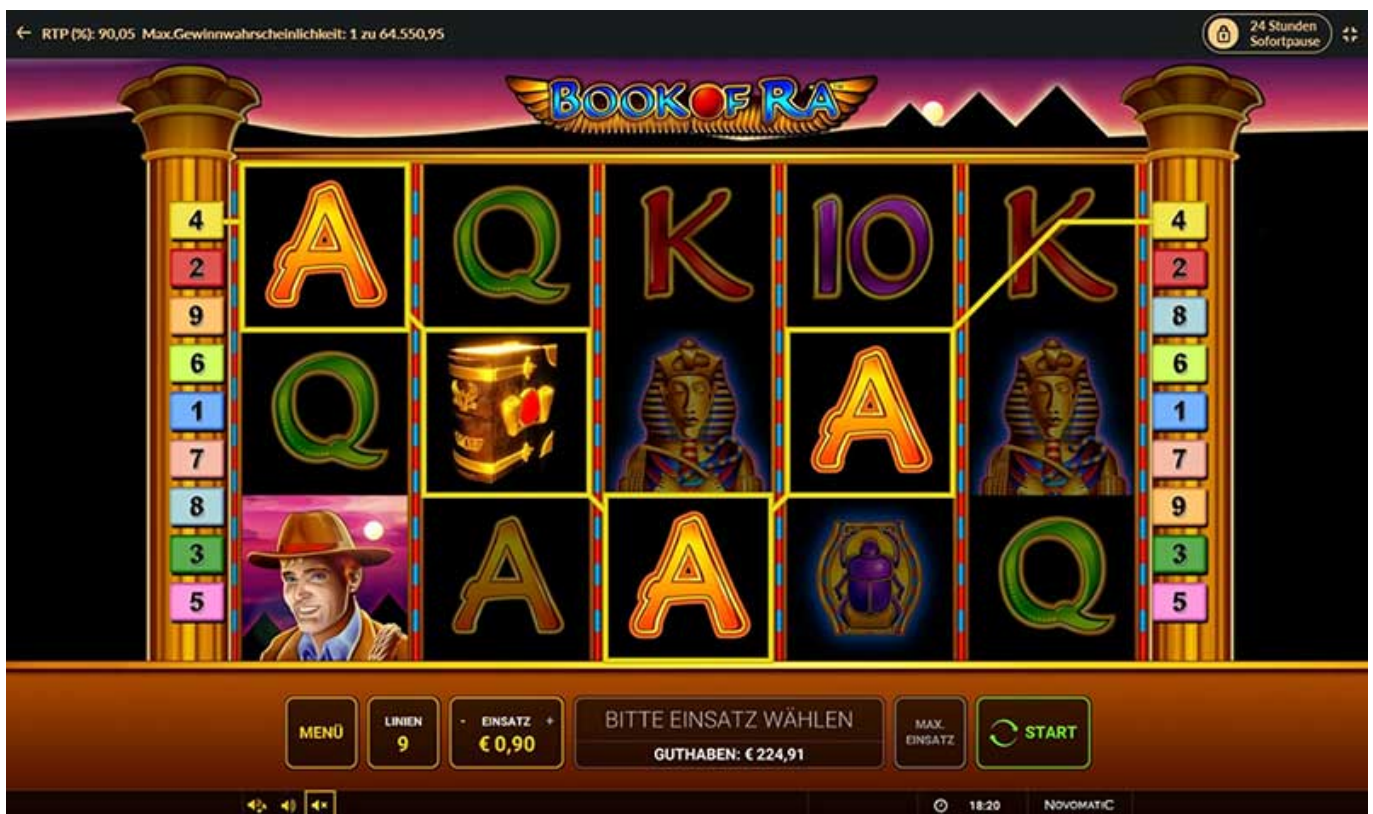 RTP (%): 90,05 Max.Gewinnwahrscheinlichkeit: 1 zu 64.550,95
24 Stunden
Sofortpause
BOOK OF RA™
A Q K 10 K
4 4
2 2
9 8
6 6
1 1
7 7
8 9
3 3
5 5
Q A
A A Q
MENÜ
LINIEN
9
- EINSATZ +
€ 0,90
BITTE EINSATZ WÄHLEN
GUTHABEN: € 224,91
MAX.
EINSATZ
START
18:20 NOVOMATIC